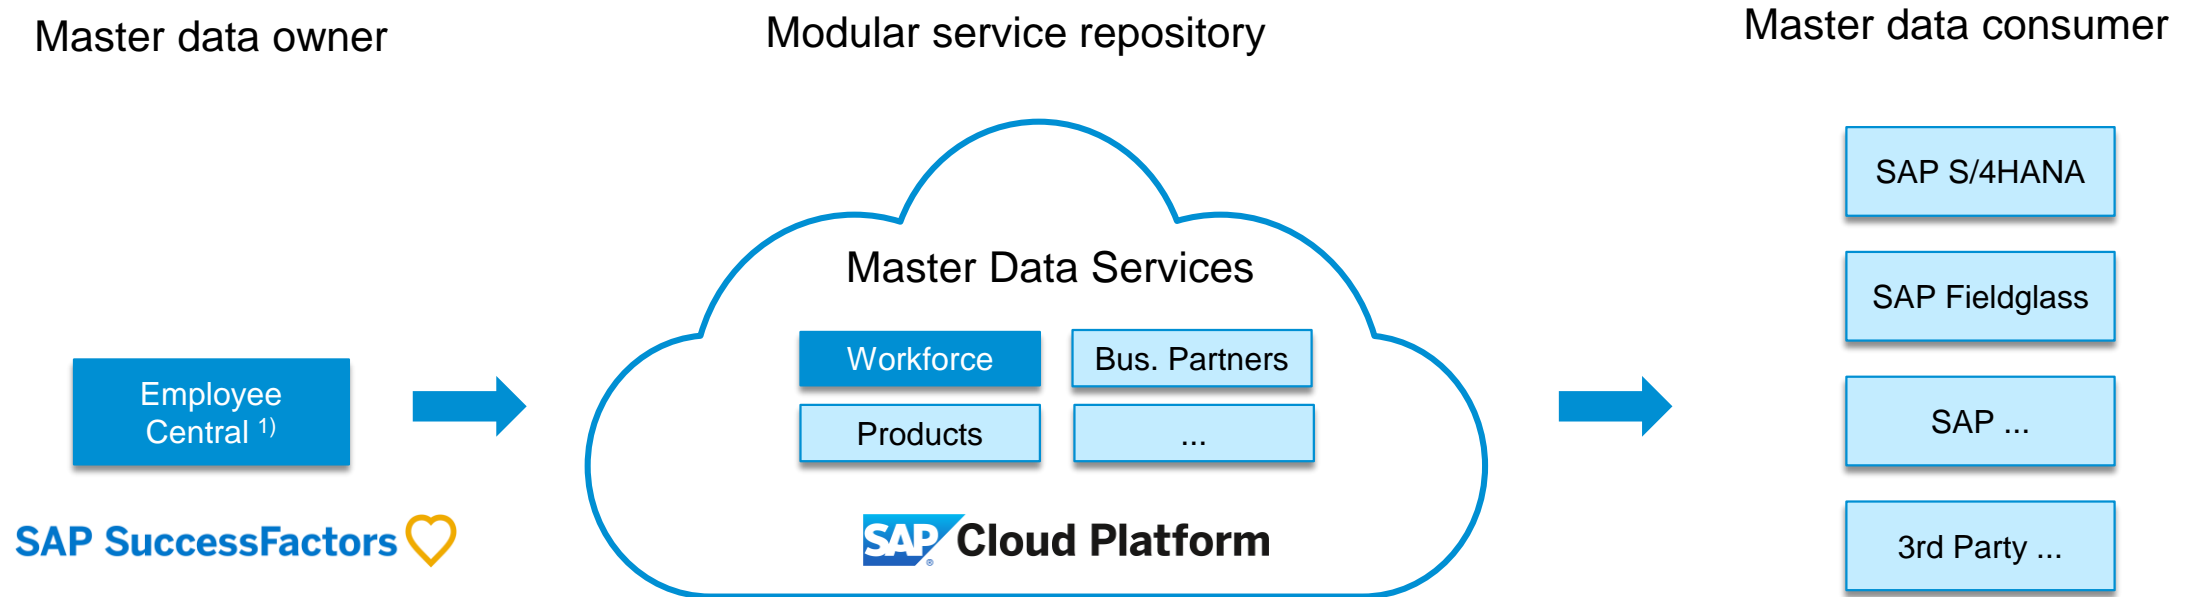 Master data owner
Modular service repository
Master data consumer
Employee
Central 1)
SAP SuccessFactors
Master Data Services
Workforce
Bus. Partners
Products
...
SAP® Cloud Platform
SAP S/4HANA
SAP Fieldglass
SAP ...
3rd Party ...